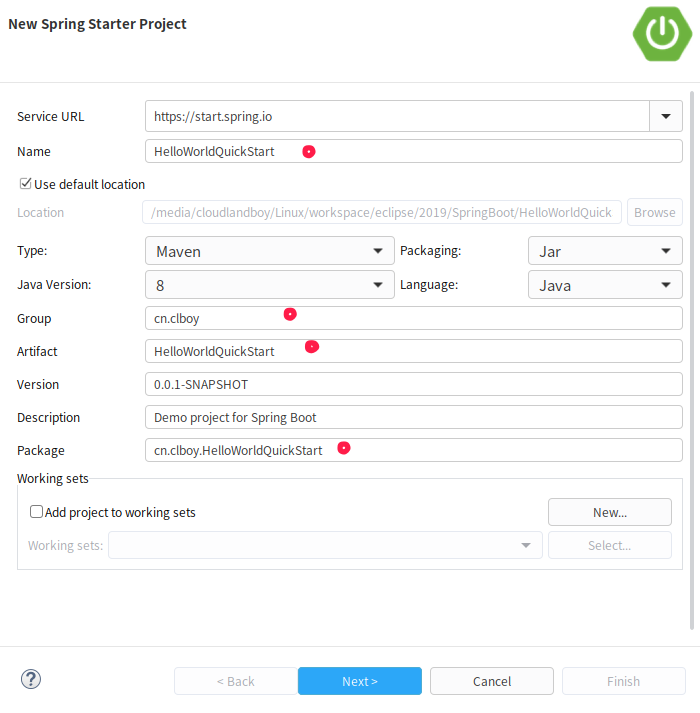 New Spring Starter Project
Service URL https://start.spring.io
Name HelloWorldQuickStart
Use default location
Location /media/cloudlandboy/Linux/workspace/eclipse/2019/SpringBoot/HelloWorldQuick Browse
Type: Maven Packaging: Jar
Java Version: 8 Language: Java
Group cn.clboy
Artifact HelloWorldQuickStart
Version 0.0.1-SNAPSHOT
Description Demo project for Spring Boot
Package cn.clboy.HelloWorldQuickStart
Working sets
Add project to working sets New...
Working sets: Select...
? < Back Next > Cancel Finish